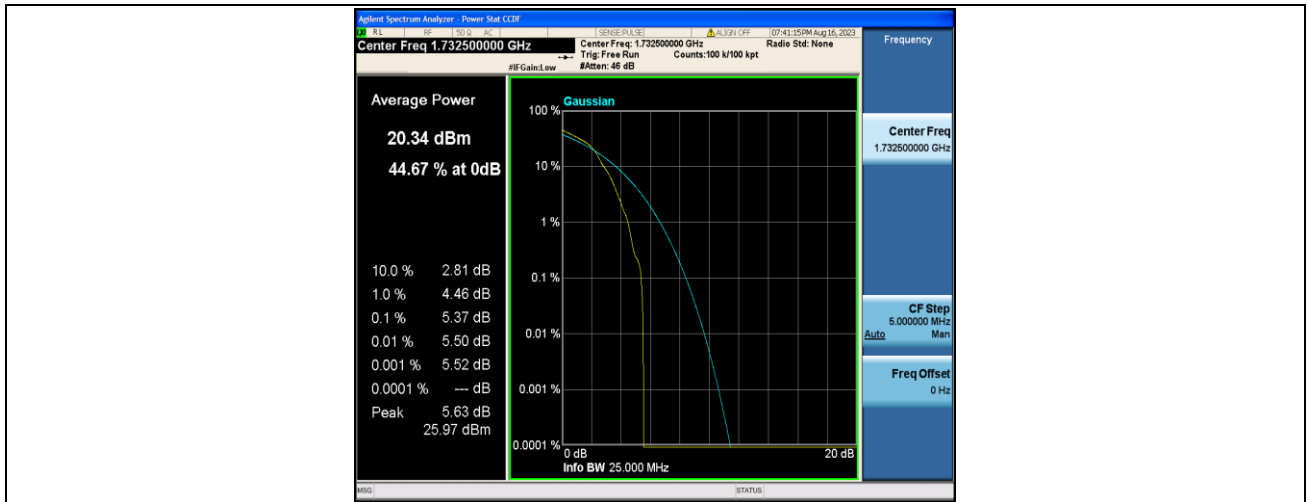 Agilent Spectrum Analyzer - Power Stat CCDF
RL RF 50 Ω AC SENSE:PULSE ALIGN OFF 07:41:15PM Aug 16, 2023
Center Freq 1.732500000 GHz
Center Freq: 1.732500000 GHz Radio Std: None
Trig: Free Run Counts:100 k/100 kpt
#IFGain:Low #Atten: 46 dB
Frequency
Average Power
20.34 dBm
44.67 % at 0dB
10.0 % 2.81 dB
1.0 % 4.46 dB
0.1 % 5.37 dB
0.01 % 5.50 dB
0.001 % 5.52 dB
0.0001 % --- dB
Peak 5.63 dB
25.97 dBm
Gaussian
100 %
10 %
1 %
0.1 %
0.01 %
0.001 %
0.0001 %
0 dB 20 dB
Info BW 25.000 MHz
Center Freq
1.732500000 GHz
CF Step
5.000000 MHz
Auto Man
Freq Offset
0 Hz
MSG STATUS